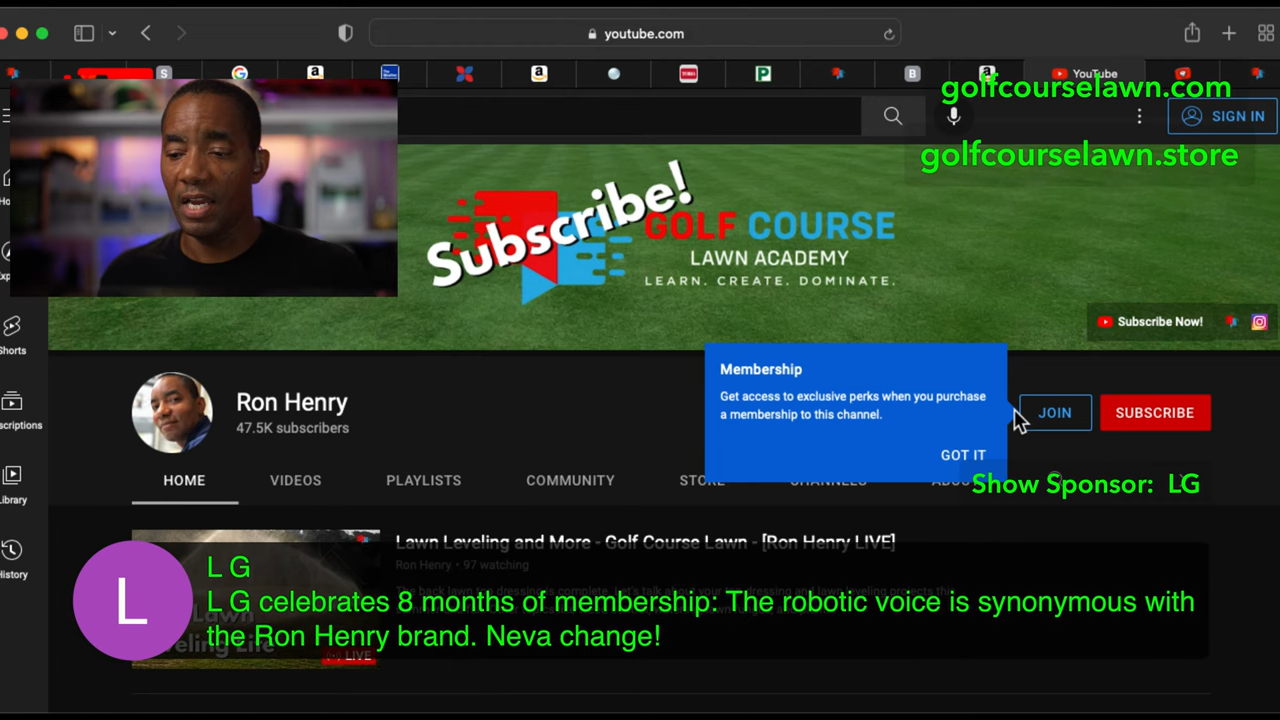 youtube.com
YouTube
golfcourselawn.com
SIGN IN
golfcourselawn.store
Subscribe!
GOLF COURSE
LAWN ACADEMY
LEARN. CREATE. DOMINATE.
Subscribe Now!
Shorts
Membership
Get access to exclusive perks when you purchase
a membership to this channel.
GOT IT
Ron Henry
47.5K subscribers
JOIN
SUBSCRIBE
HOME
VIDEOS
PLAYLISTS
COMMUNITY
Show Sponsor: LG
Library
History
Lawn Leveling and More - Golf Course Lawn - [Ron Henry LIVE]
Ron Henry • 97 watching
L
L G
L G celebrates 8 months of membership: The robotic voice is synonymous with
the Ron Henry brand. Neva change!
LIVE